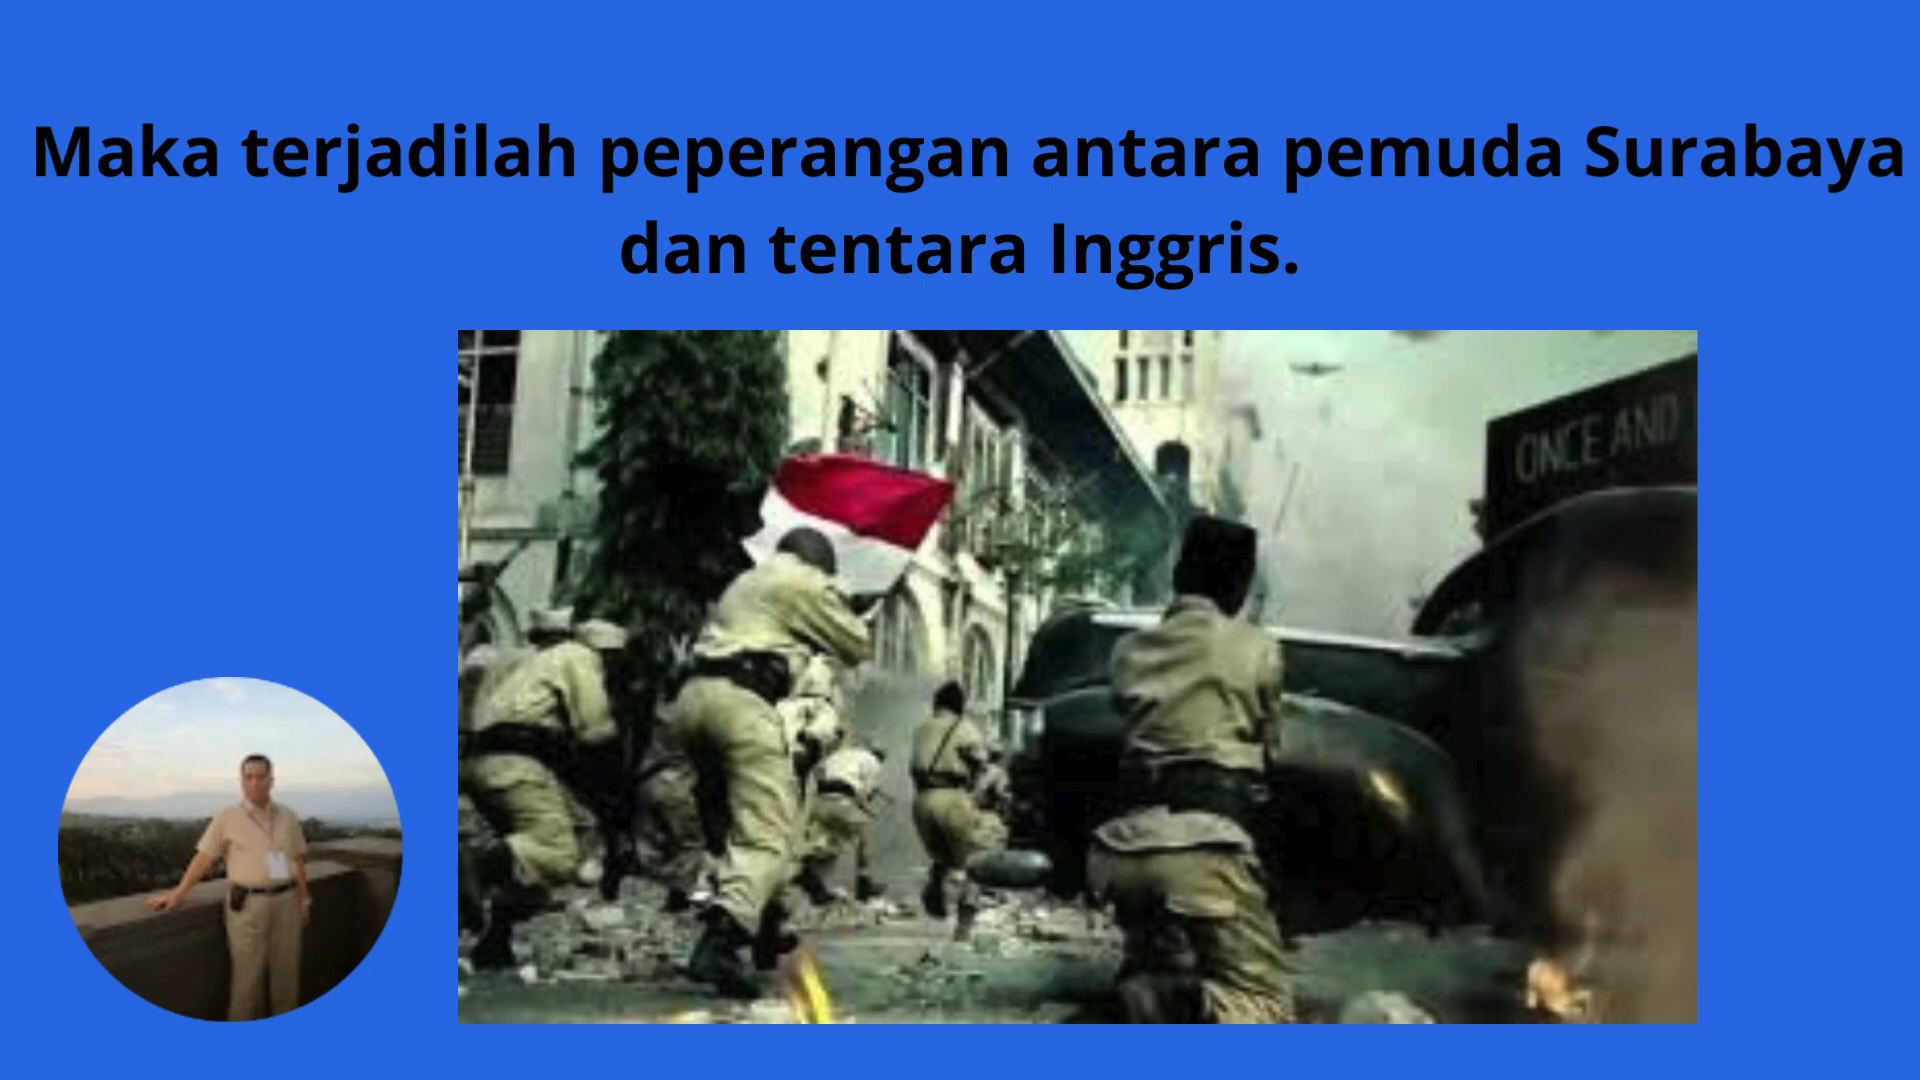 Maka terjadilah peperangan antara pemuda Surabaya
dan tentara Inggris.
ONCE AND